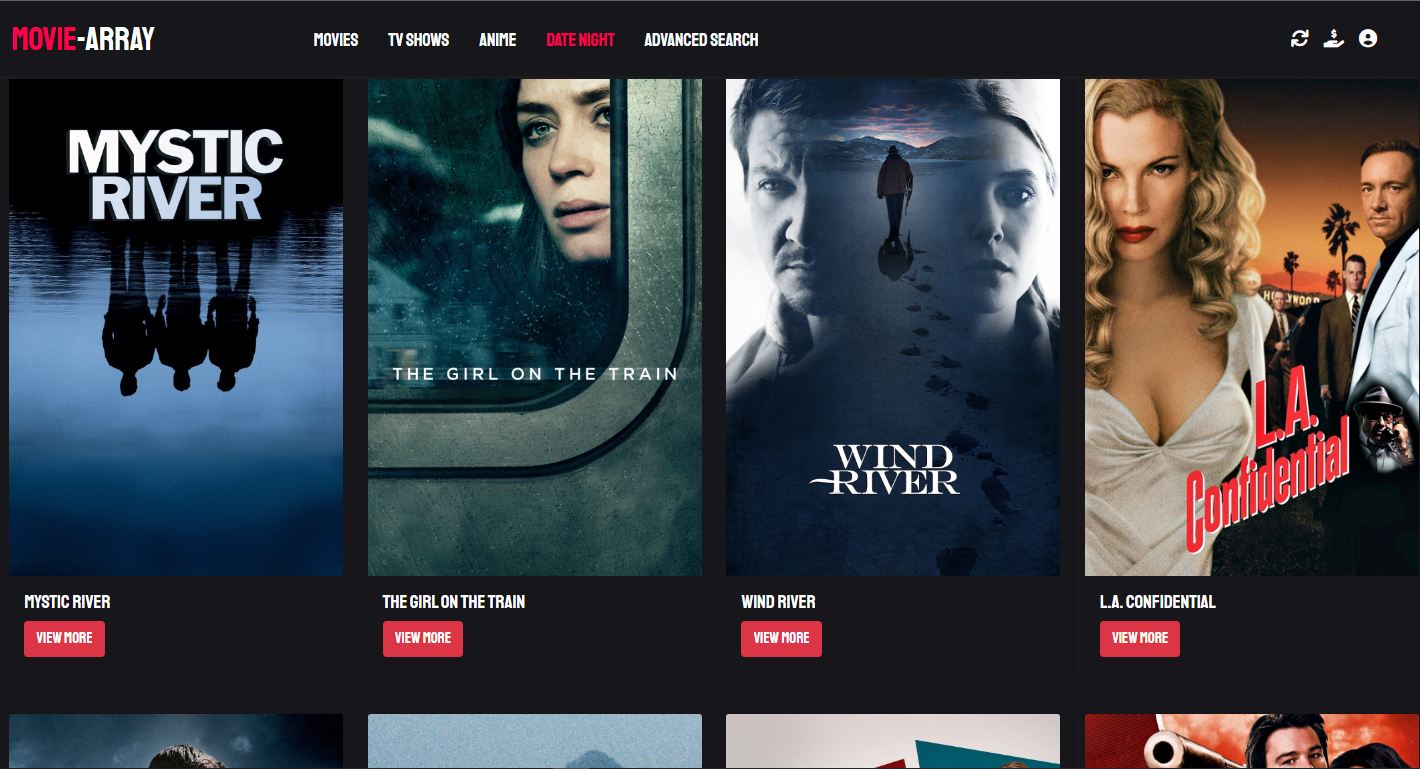 MOVIE-ARRAY
MOVIES
TV SHOWS
ANIME
DATE NIGHT
ADVANCED SEARCH
MYSTIC
RIVER
THE GIRL ON THE TRAIN
WIND
RIVER
HOLLYWOOD
L.A.
Confidential
MYSTIC RIVER
THE GIRL ON THE TRAIN
WIND RIVER
L.A. CONFIDENTIAL
VIEW MORE
VIEW MORE
VIEW MORE
VIEW MORE